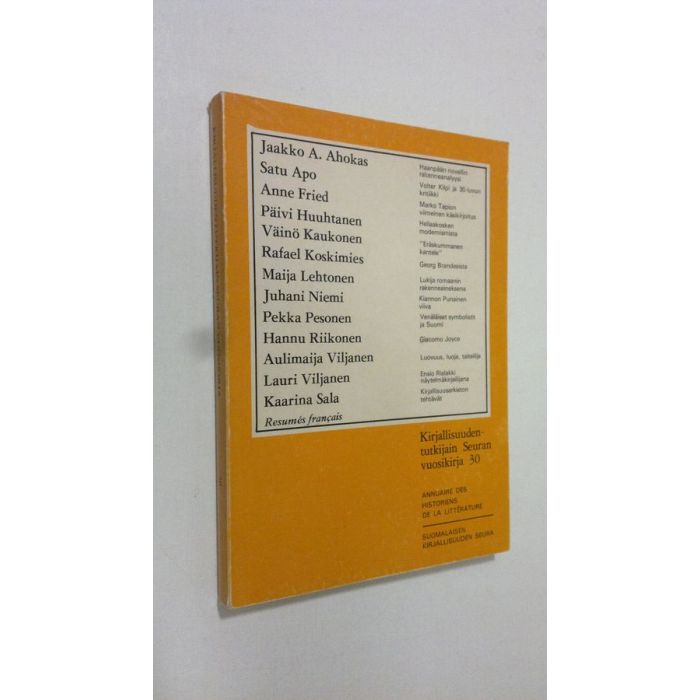 Jaakko A. Ahokas
Satu Apo
Anne Fried
Päivi Huuhtanen
Väinö Kaukonen
Rafael Koskimies
Maija Lehtonen
Juhani Niemi
Pekka Pesonen
Hannu Riikonen
Aulimaija Viljanen
Lauri Viljanen
Kaarina Sala
Resumés français
Haanpään novellin
rakenneanalyysi
Volter Kilpi ja 30-luvun
kritiikki
Marko Tapion
viimeinen käsikirjoitus
Hellaakosken
modernismista
"Eräskummanen
kantele"
Georg Brandesista
Lukija romaanin
rakenneaineksena
Kiannon Punainen
viiva
Venäläiset symbolistit
ja Suomi
Giacomo Joyce
Luovuus, luoja, taiteilija
Ensio Rislakki
näytelmäkirjailijana
Kirjallisuusarkiston
tehtävät
Kirjallisuuden-
tutkijain Seuran
vuosikirja 30
ANNUAIRE DES
HISTORIENS
DE LA LITTÉRATURE
SUOMALAISEN
KIRJALLISUUDEN SEURA